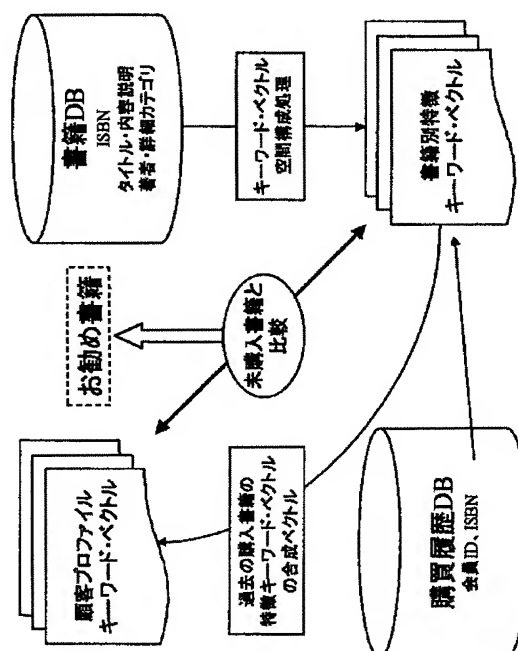 書籍DB
ISBN
タイトル・内容説明
著者・詳細カテゴリ
キーワード・ベクトル
空間構成処理
書籍別特徴
キーワード・ベクトル
お勧め書籍
未購入書籍と
比較
顧客プロファイル
キーワード・ベクトル
過去の購入書籍の
特徴キーワード・ベクトル
の合成ベクトル
購買履歴DB
会員ID、ISBN